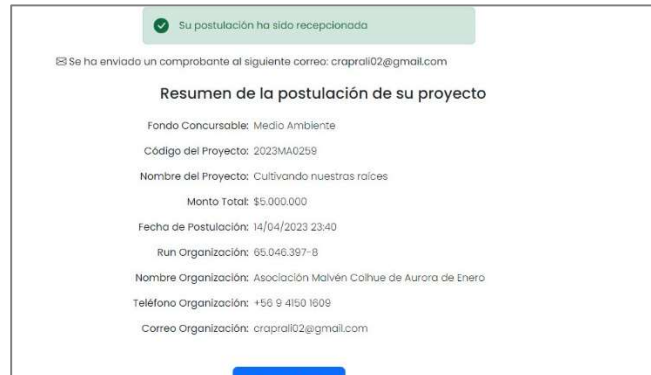 Su postulación ha sido recepcionada
Se ha enviado un comprobante al siguiente correo: craprali02@gmail.com
Resumen de la postulación de su proyecto
Fondo Concursable: Medio Ambiente
Código del Proyecto: 2023MA0259
Nombre del Proyecto: Cultivando nuestras raíces
Monto Total: $5.000.000
Fecha de Postulación: 14/04/2023 23:40
Run Organización: 65.046.397-8
Nombre Organización: Asociación Malvén Colhue de Aurora de Enero
Teléfono Organización: +56 9 4150 1609
Correo Organización: craprali02@gmail.com